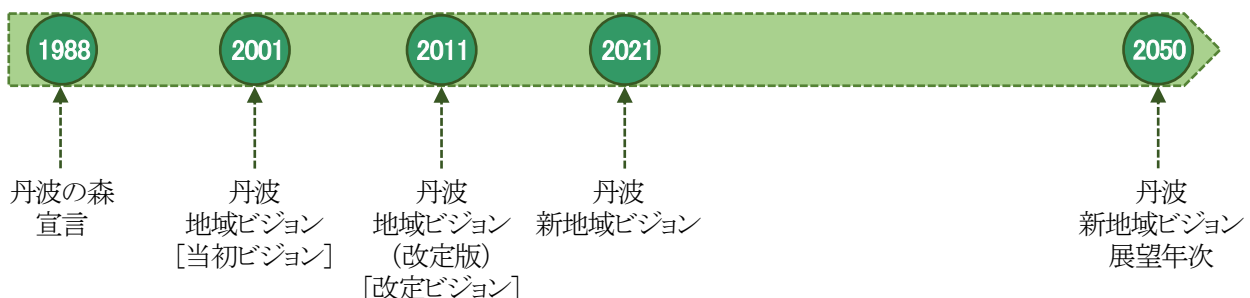 1988
2001
2011
2021
2050
丹波の森
宣言
丹波
地域ビジョン
[当初ビジョン]
丹波
地域ビジョン
(改定版)
[改定ビジョン]
丹波
新地域ビジョン
丹波
新地域ビジョン
展望年次